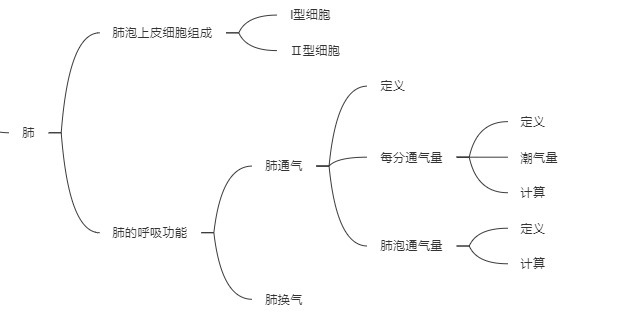 I型细胞
肺泡上皮细胞组成
Ⅱ型细胞
定义
定义
肺
每分通气量
潮气量
肺通气
计算
肺的呼吸功能
定义
肺泡通气量
计算
肺换气